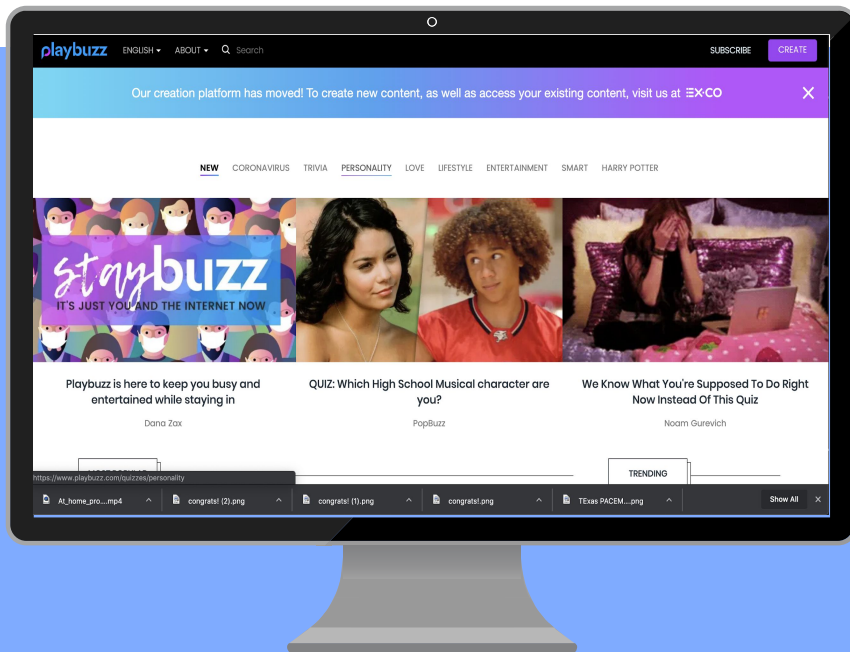 playbuzz ENGLISH ABOUT Search SUBSCRIBE CREATE
Our creation platform has moved! To create new content, as well as access your existing content, visit us at EX•CO
NEW CORONAVIRUS TRIVIA PERSONALITY LOVE LIFESTYLE ENTERTAINMENT SMART HARRY POTTER
staybuzz
IT'S JUST YOU AND THE INTERNET NOW
Playbuzz is here to keep you busy and
entertained while staying in
Dana Zax
QUIZ: Which High School Musical character are
you?
PopBuzz
We Know What You're Supposed To Do Right
Now Instead Of This Quiz
Noam Gurevich
TRENDING
https://www.playbuzz.com/quizzes/personality
At_home_pro....mp4 congrats! (2).png congrats! (1).png congrats!.png TExas PACEM....png Show All